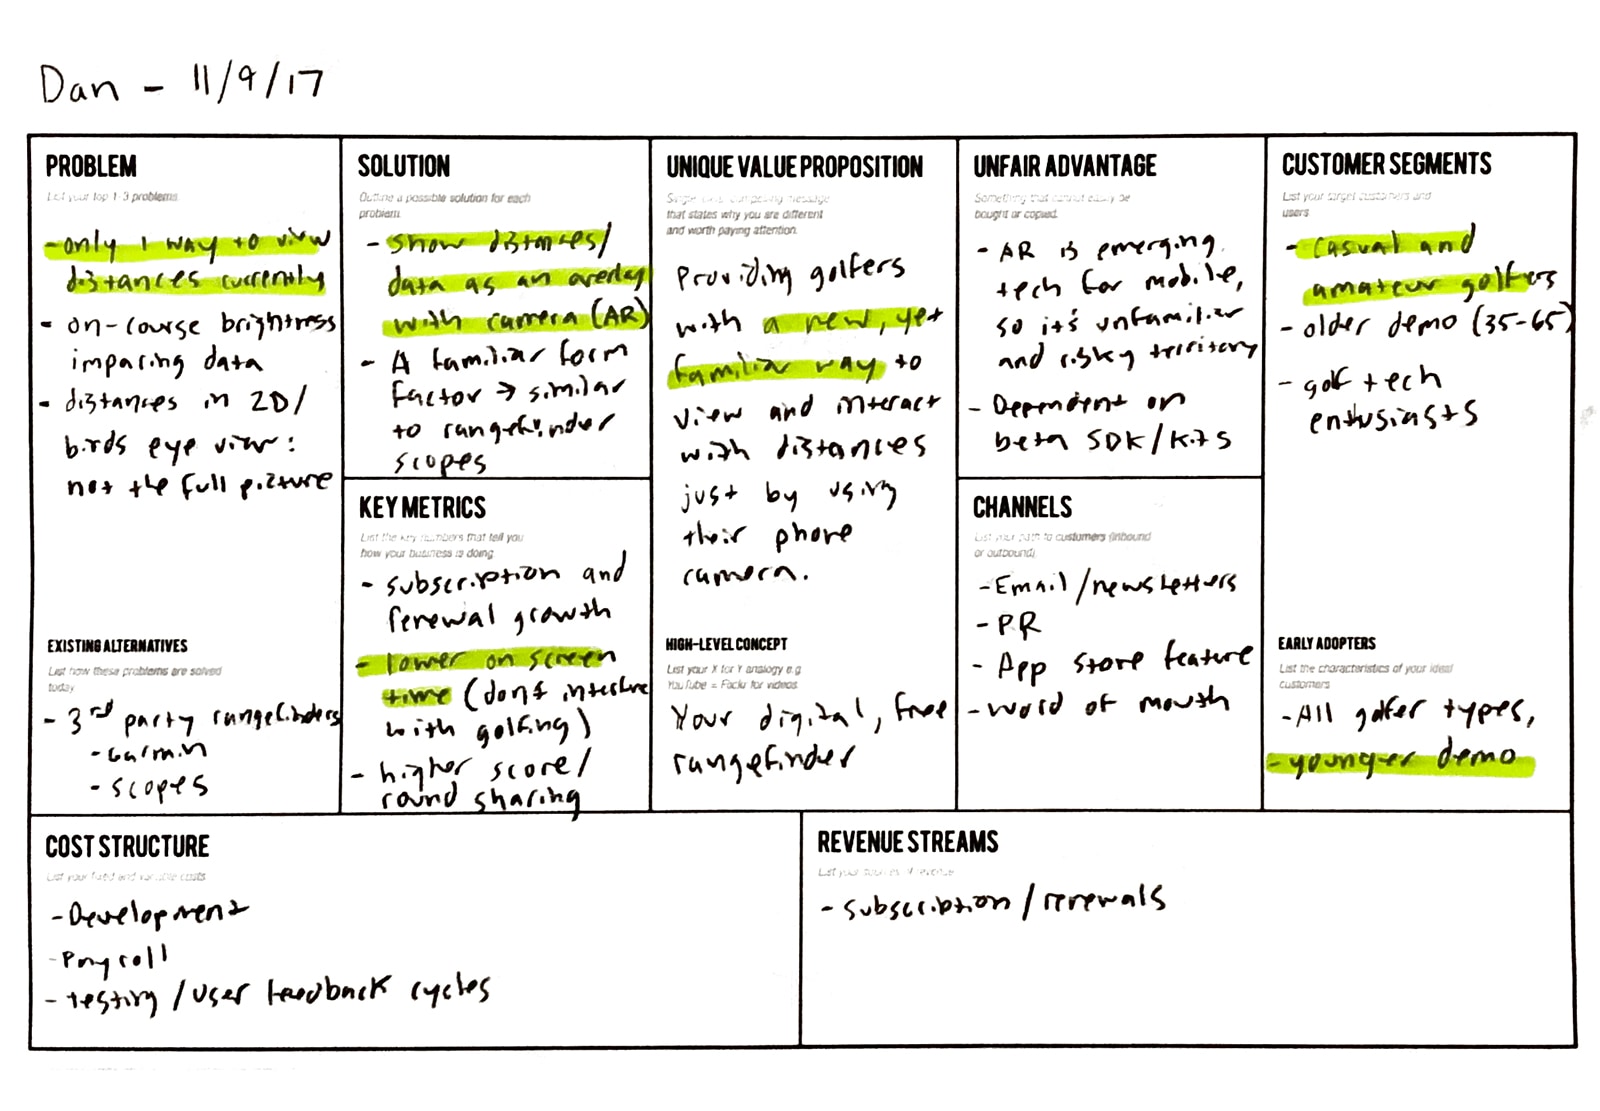 Dan - 11/9/17
PROBLEM
List your top 1-3 problems.
- only 1 way to view
distances currently
- on-course brightness
imparing data
- distances in 2D/
birds eye view:
not the full picture
EXISTING ALTERNATIVES
List how these problems are solved
today.
- 3rd party rangefinders
- Garmin
- scopes
SOLUTION
Outline a possible solution for each
problem.
- show distances/
data as an overlay
with camera (AR)
- A familiar form
factor → similar
to rangefinder
scopes
KEY METRICS
List the key numbers that tell you
how your business is doing.
- subscription and
renewal growth
- lower on screen
time (don't interfere
with golfing)
- higher score/
round sharing
UNIQUE VALUE PROPOSITION
Single, clear, compelling message
that states why you are different
and worth paying attention.
Providing golfers
with a new, yet
familiar way to
view and interact
with distances
just by using
their phone
camera.
HIGH-LEVEL CONCEPT
List your X for Y analogy e.g.
YouTube = Flickr for videos.
Your digital, free
rangefinder
UNFAIR ADVANTAGE
Something that cannot easily be
bought or copied.
- AR is emerging
tech for mobile,
so it's unfamiliar
and risky territory
- Dependent on
beta SDK/Kits
CHANNELS
List your path to customers (inbound
or outbound).
- Email/newsletters
- PR
- App Store feature
- Word of mouth
CUSTOMER SEGMENTS
List your target customers and
users.
- Casual and
amateur golfers
- older demo (35-65)
- golf tech
enthusiasts
EARLY ADOPTERS
List the characteristics of your ideal
customers.
- All golfer types,
- younger demo
COST STRUCTURE
List your fixed and variable costs.
- Development
- Payroll
- testing/user feedback cycles
REVENUE STREAMS
List your sources of revenue.
- subscription/renewals